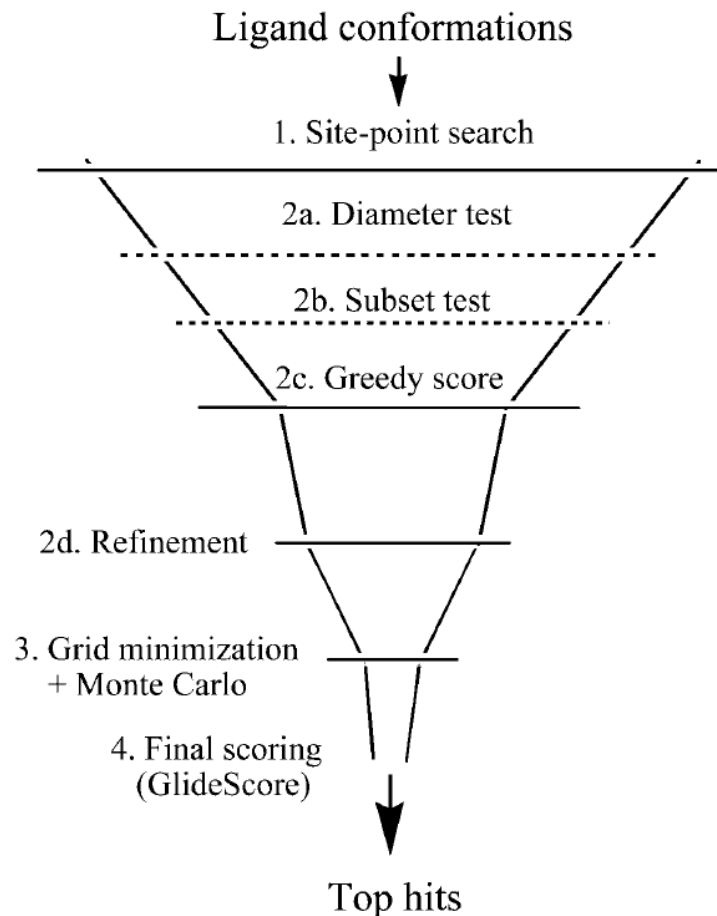 Ligand conformations
1. Site-point search
2a. Diameter test
2b. Subset test
2c. Greedy score
2d. Refinement
3. Grid minimization
+ Monte Carlo
4. Final scoring
(GlideScore)
Top hits